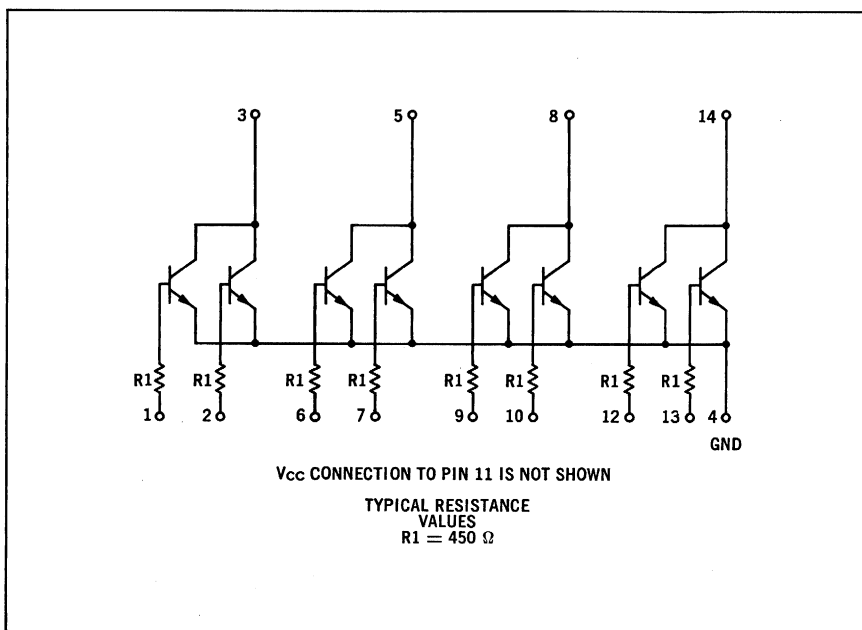 3 5 8 14
R1 R1 R1 R1 R1 R1 R1 R1
1 2 6 7 9 10 12 13 4
GND
VCC CONNECTION TO PIN 11 IS NOT SHOWN
TYPICAL RESISTANCE
VALUES
R1 = 450 Ω